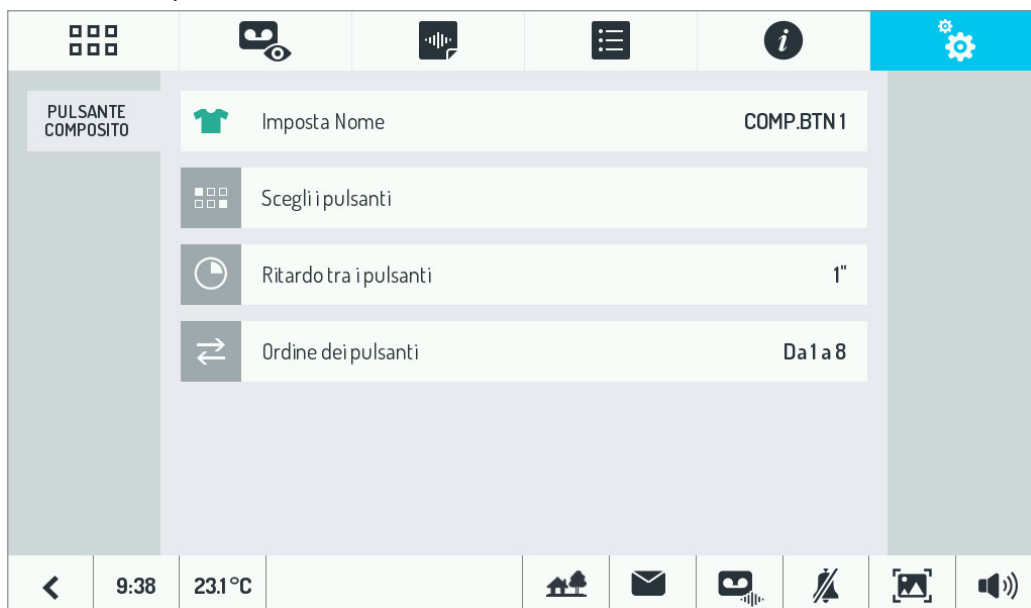 PULSANTE
COMPOSITO
Imposta Nome COMP.BTN 1
Scegli i pulsanti
Ritardo tra i pulsanti 1"
Ordine dei pulsanti Da 1 a 8
9:38 23.1 °C